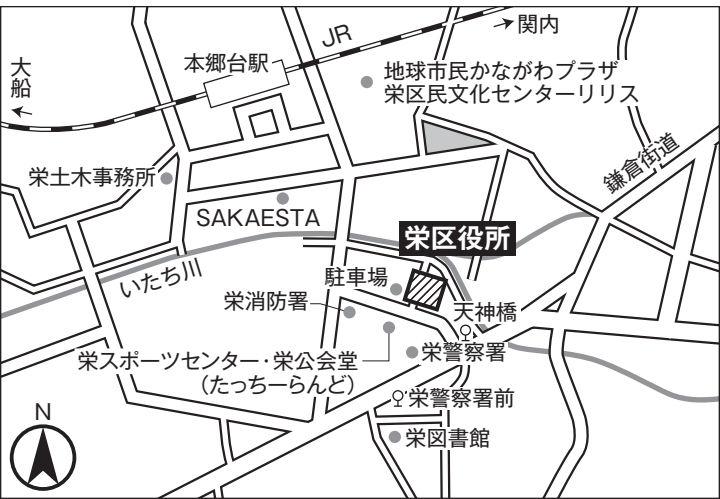 関内
JR
本郷台駅
大船
地球市民かながわプラザ
栄区民文化センターリリス
鎌倉街道
栄土木事務所
SAKAESTA
栄区役所
いたち川
駐車場
栄消防署
天神橋
栄スポーツセンター・栄公会堂
(たっちーらんど)
栄警察署
栄警察署前
栄図書館
N